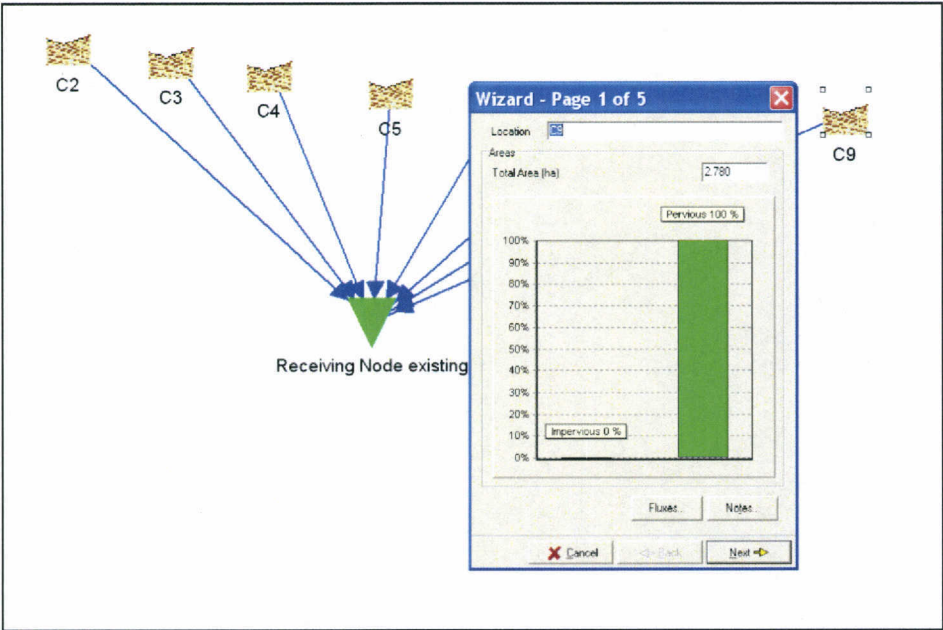 C2
C3
C4
C5
C9
Receiving Node existing
Wizard - Page 1 of 5
Location C9
Areas
Total Area (ha) 2.780
Pervious 100 %
100%
90%
80%
70%
60%
50%
40%
30%
20%
10%
0%
Impervious 0 %
Fluxes... Notes...
Cancel Back Next